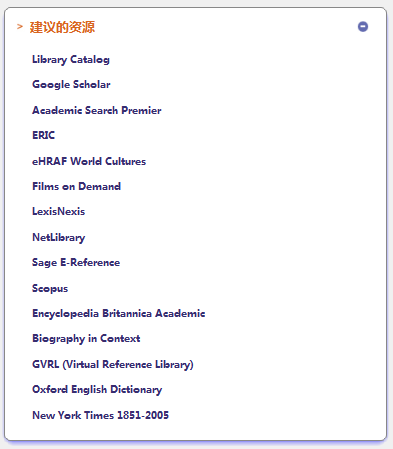 > 建议的资源
Library Catalog
Google Scholar
Academic Search Premier
ERIC
eHRAF World Cultures
Films on Demand
LexisNexis
NetLibrary
Sage E-Reference
Scopus
Encyclopedia Britannica Academic
Biography in Context
GVRL (Virtual Reference Library)
Oxford English Dictionary
New York Times 1851-2005